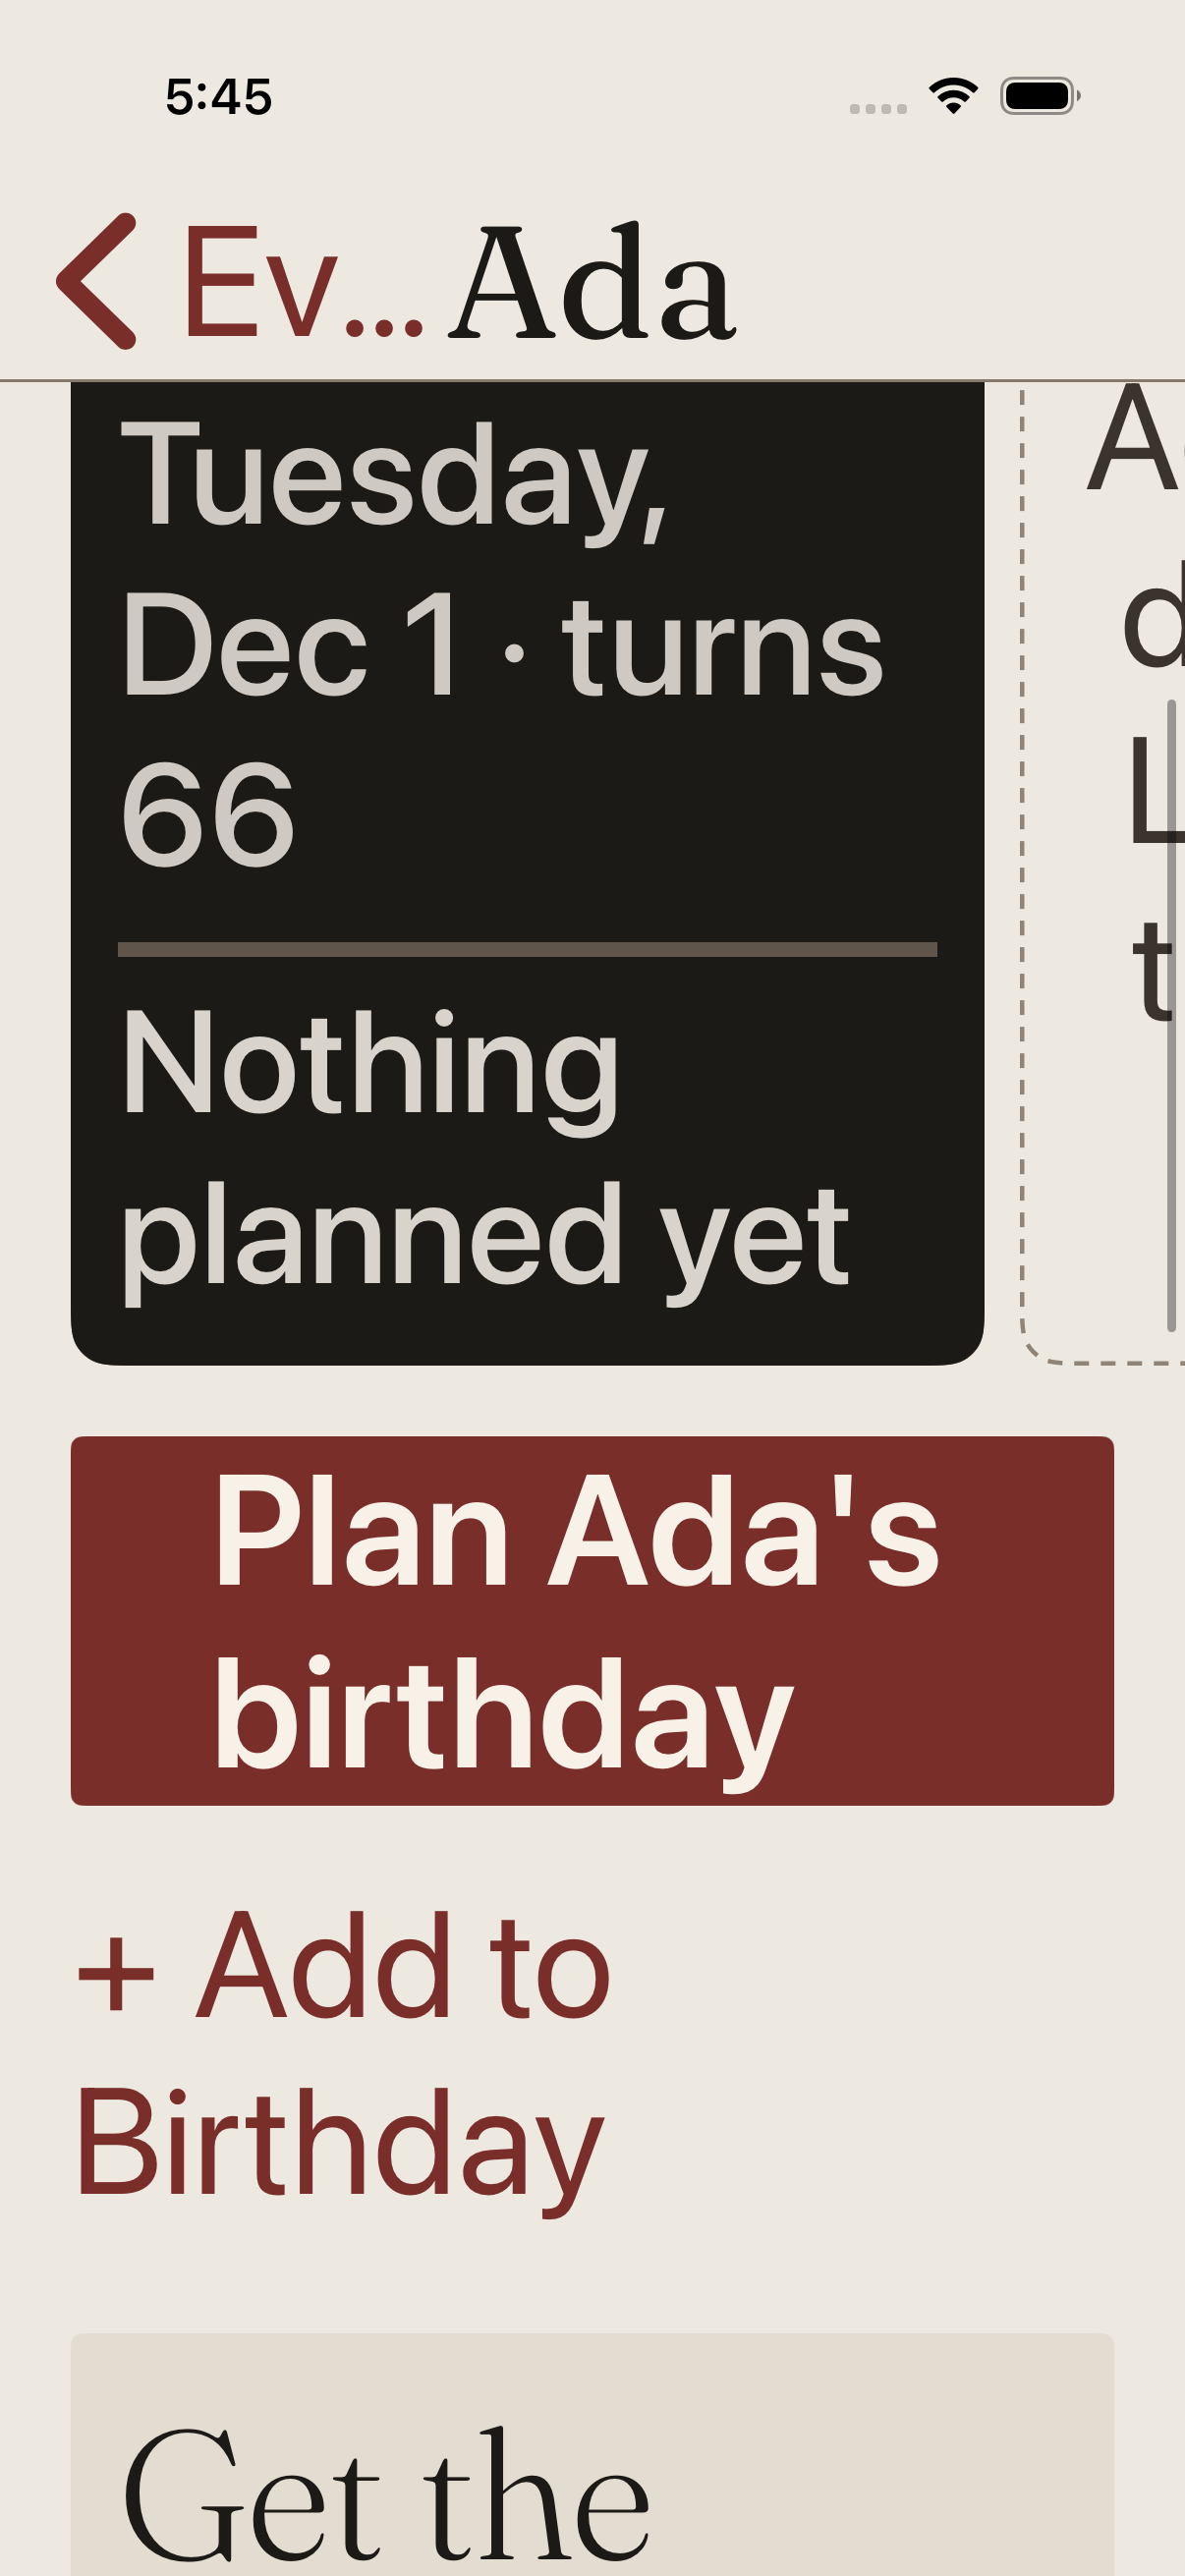 5:45
Ev... Ada
Tuesday,
Dec 1 · turns
66
Nothing
planned yet
Plan Ada's
birthday
+ Add to
Birthday
Get the